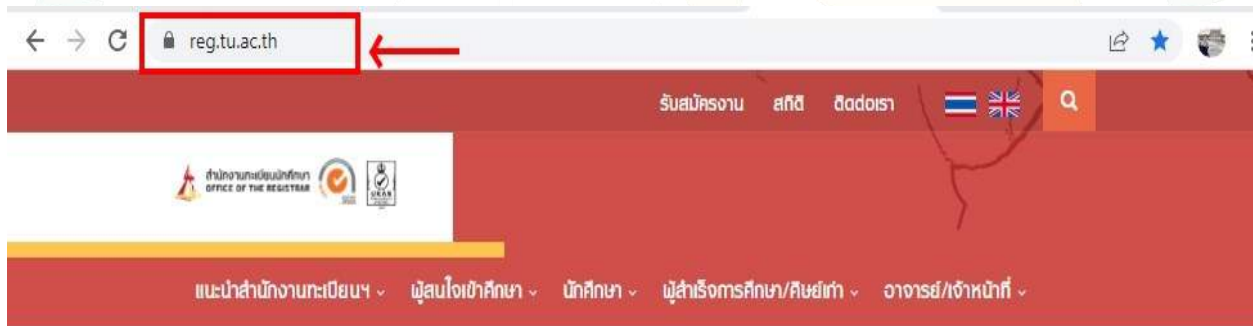 reg.tu.ac.th
รับสมัครงาน สถิติ ติดต่อเรา
สำนักงานทะเบียนนักศึกษา
OFFICE OF THE REGISTRAR
UKAS
แนะนำสำนักงานทะเบียนฯ ผู้สนใจเข้าศึกษา นักศึกษา ผู้สำเร็จการศึกษา/ศิษย์เก่า อาจารย์/เจ้าหน้าที่